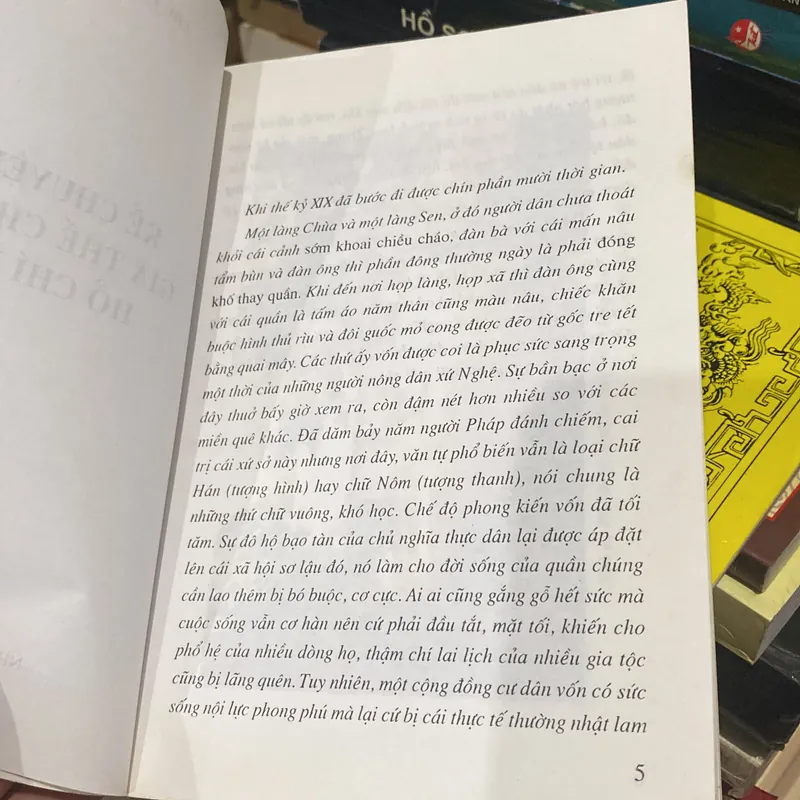 HỒ
KỂ CHUYỆN
GIA THẾ CH
HỒ CHÍ
Khi thế kỷ XIX đã bước đi được chín phần mười thời gian.
Một làng Chùa và một làng Sen, ở đó người dân chưa thoát
khỏi cái cảnh sớm khoai chiều cháo, đàn bà với cái mấn nâu
tẩm bùn và đàn ông thì phần đông thường ngày là phải đóng
khố thay quần. Khi đến nơi họp làng, họp xã thì đàn ông cùng
với cái quần là tấm áo năm thân cũng màu nâu, chiếc khăn
buộc hình thủ rìu và đôi guốc mỏ cong được đẽo từ gốc tre tết
bằng quai mây. Các thứ ấy vốn được coi là phục sức sang trọng
một thời của những người nông dân xứ Nghệ. Sự bần bạc ở nơi
đây thuở bấy giờ xem ra, còn đậm nét hơn nhiều so với các
miền quê khác. Đã dăm bảy năm người Pháp đánh chiếm, cai
trị cái xứ sở này nhưng nơi đây, văn tự phổ biến vẫn là loại chữ
Hán (tượng hình) hay chữ Nôm (tượng thanh), nói chung là
những thứ chữ vuông, khó học. Chế độ phong kiến vốn đã tối
tăm. Sự đô hộ bạo tàn của chủ nghĩa thực dân lại được áp đặt
lên cái xã hội sơ lậu đó, nó làm cho đời sống của quần chúng
cần lao thêm bị bó buộc, cơ cực. Ai ai cũng gắng gỗ hết sức mà
cuộc sống vẫn cơ hàn nên cứ phải đầu tắt, mặt tối, khiến cho
phổ hệ của nhiều dòng họ, thậm chí lai lịch của nhiều gia tộc
cũng bị lãng quên. Tuy nhiên, một cộng đồng cư dân vốn có sức
sống nội lực phong phú mà lại cứ bị cái thực tế thường nhật lam
5